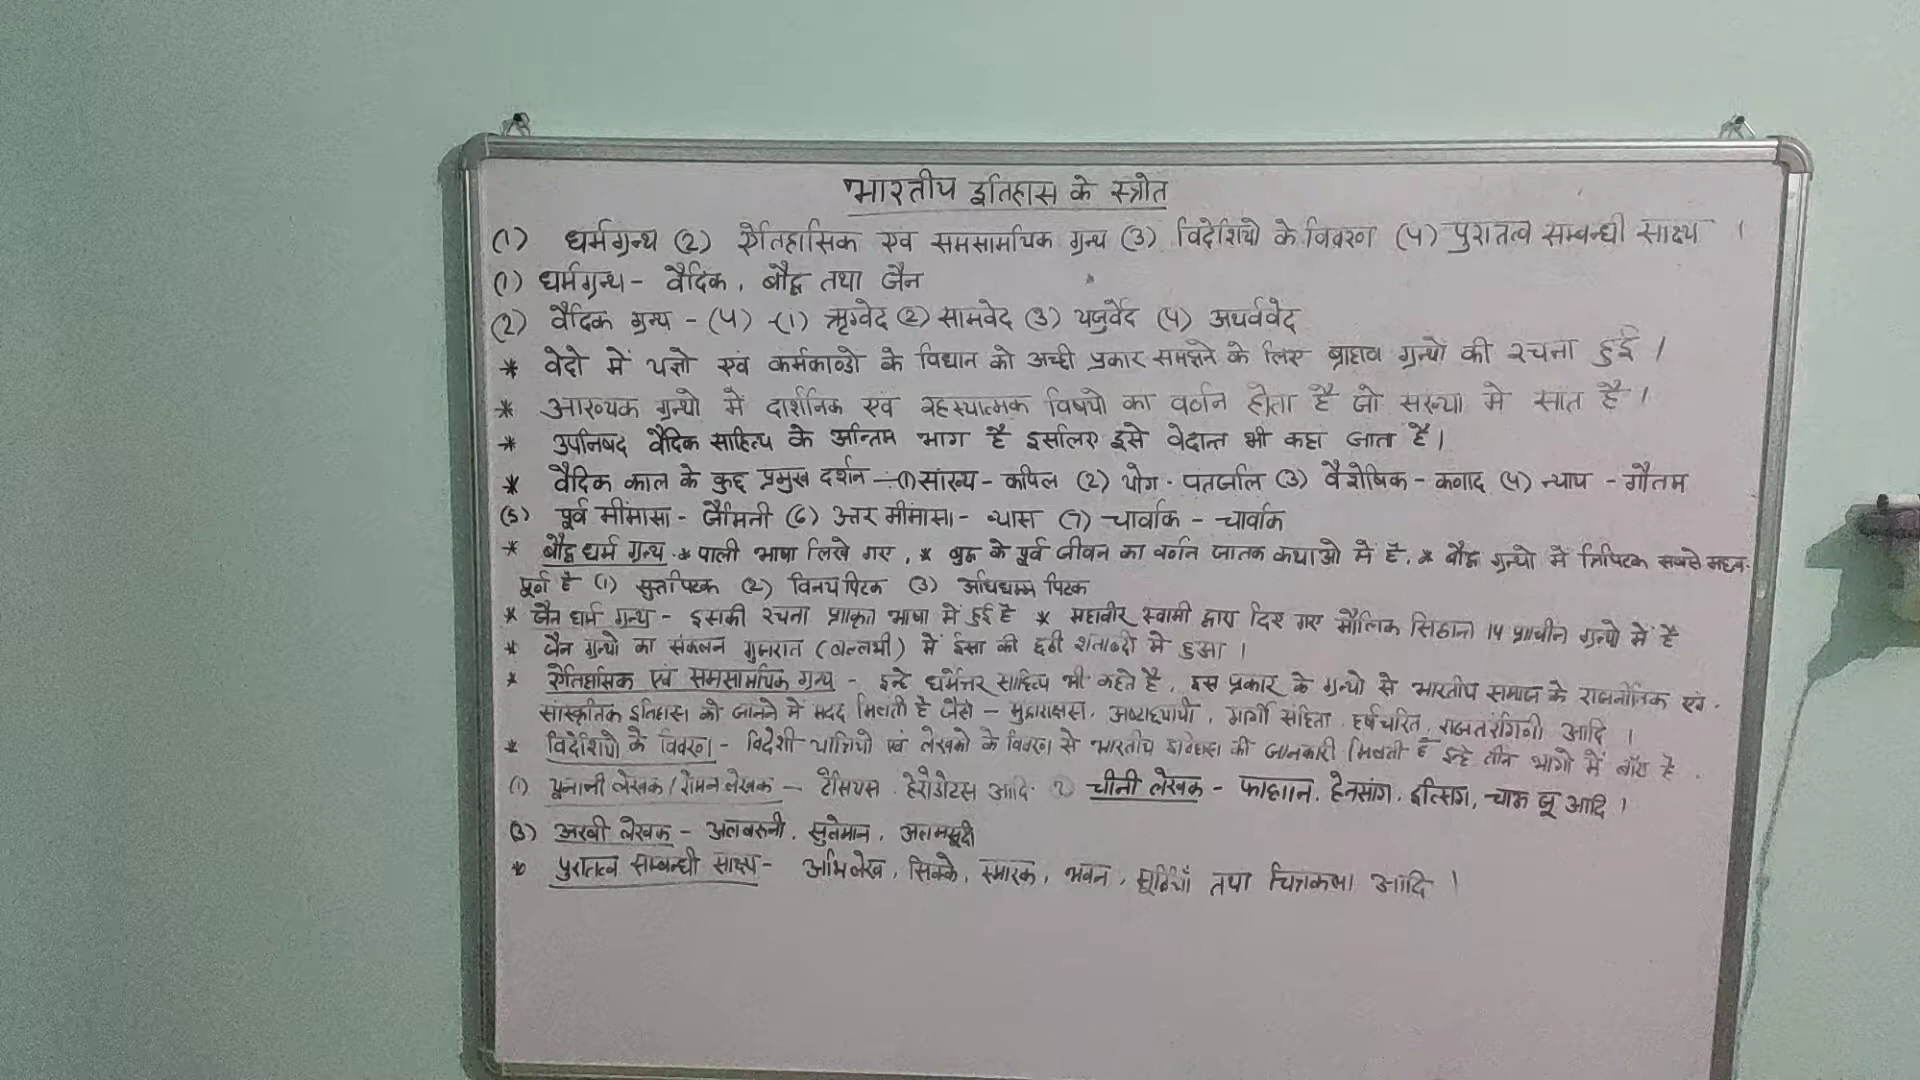 भारतीय इतिहास के स्त्रोत
(1) धर्मग्रन्थ (2) ऐतिहासिक एवं समसामयिक ग्रन्थ (3) विदेशियो के विवरण (4) पुरातत्व सम्बन्धी साक्ष्य ।
(1) धर्मग्रन्थ - वैदिक, बौद्ध तथा जैन
(2) वैदिक ग्रन्थ - (4) -(1) ऋग्वेद (2) सामवेद (3) यजुर्वेद (4) अथर्ववेद
* वेदो में यज्ञो एवं कर्मकाण्डो के विधान को अच्छी प्रकार समझने के लिए ब्राह्मण ग्रन्थो की रचना हुई ।
* आरण्यक ग्रन्थो में दार्शनिक एवं रहस्यात्मक विषयो का वर्णन होता है जो संख्या मे सात है ।
* उपनिषद वैदिक साहित्य के अन्तिम भाग है इसलिए इसे वेदान्त भी कहा जाता है ।
* वैदिक काल के कुछ प्रमुख दर्शन - (1) सांख्य - कपिल (2) योग - पतंजलि (3) वैशेषिक - कणाद (4) न्याय - गौतम
(5) पूर्व मीमांसा - जैमिनी (6) उत्तर मीमांसा - व्यास (7) चार्वाक - चार्वाक
* बौद्ध धर्म ग्रन्थ - * पाली भाषा लिखे गए, * बुद्ध के पूर्व जीवन का वर्णन जातक कथाओ में है, * बौद्ध ग्रन्थो में त्रिपिटक सबसे महत्व-
पूर्ण है (1) सुत्तपिटक (2) विनयपिटक (3) अभिधम्म पिटक
* जैन धर्म ग्रन्थ - इसकी रचना प्राकृत भाषा में हुई है * महावीर स्वामी द्वारा दिए गए मौलिक सिद्धान्त 14 प्राचीन ग्रन्थो में है
* जैन ग्रन्थो का संकलन गुजरात (वल्लभी) में ईसा की छठी शताब्दी में हुआ ।
* ऐतिहासिक एवं समसामयिक ग्रन्थ - इन्हे धर्मेत्तर साहित्य भी कहते है, इस प्रकार के ग्रन्थो से भारतीय समाज के राजनीतिक एवं
सांस्कृतिक इतिहास को जानने में मदद मिलती है जैसे - मुद्राराक्षस, अष्टाध्यायी, गार्गी संहिता, हर्षचरित, राजतरंगिणी आदि ।
* विदेशियो के विवरण - विदेशी यात्रियो एवं लेखको के विवरण से भारतीय इतिहास की जानकारी मिलती है इन्हे तीन भागो में बाँटा है .
(1) यूनानी लेखक / रोमन लेखक - टेसियस, हेरोडोटस आदि (2) चीनी लेखक - फाह्यान, हेनसांग, इत्सिंग, चाऊ जू आदि ।
(3) अरबी लेखक - अलबरुनी, सुलेमान, अलमसूदी
* पुरातत्व सम्बन्धी साक्ष्य - अभिलेख, सिक्के, स्मारक, भवन, मूर्तियाँ तथा चित्रकला आदि ।